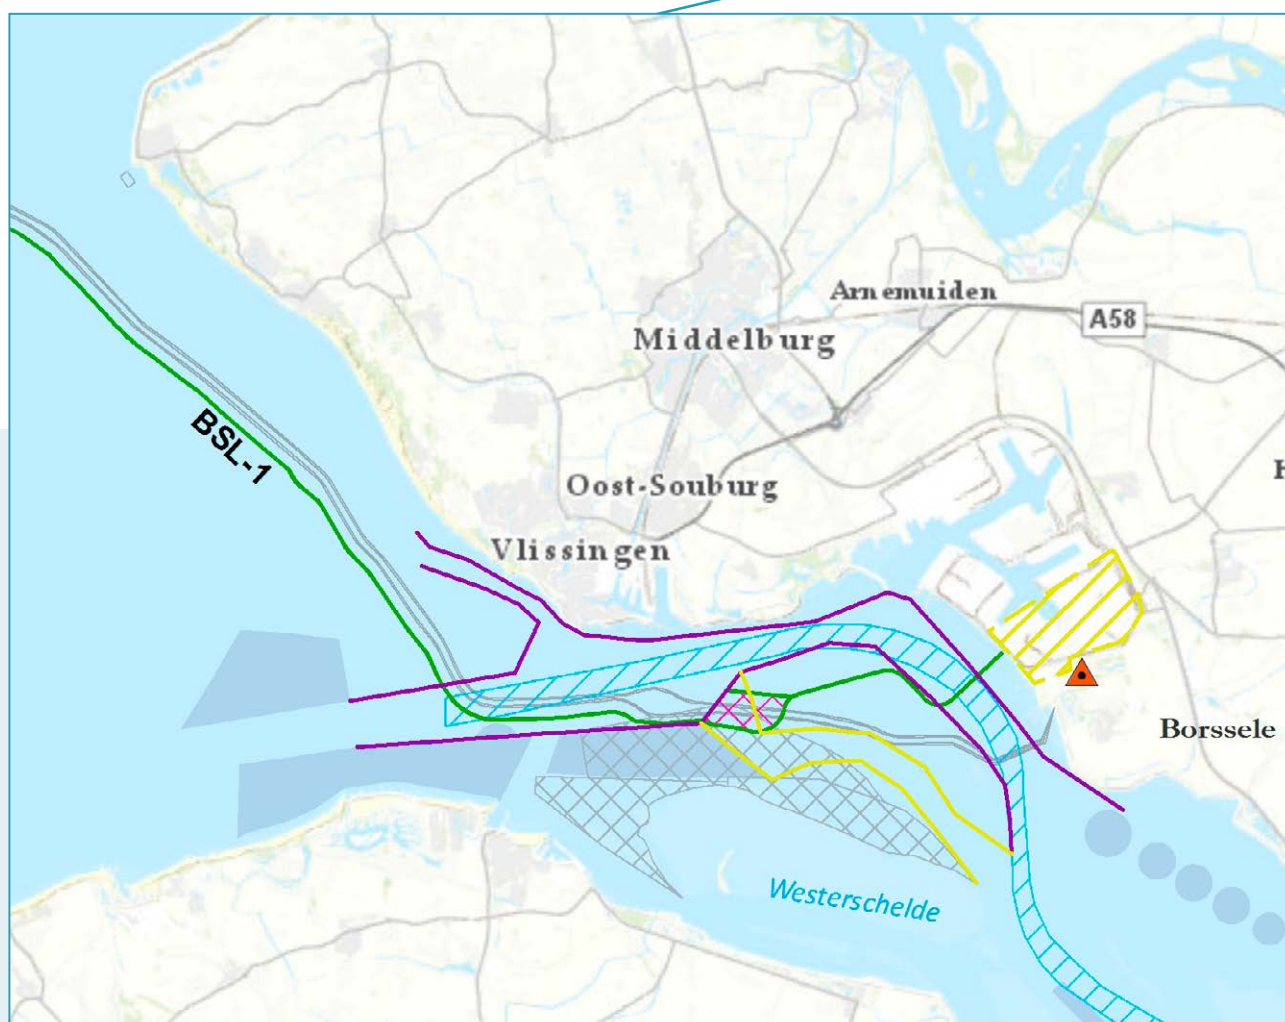 Arnemuiden
A58
Middelburg
BSL-1
H
Oost-Souburg
Vlissingen
Borssele
Westerschelde